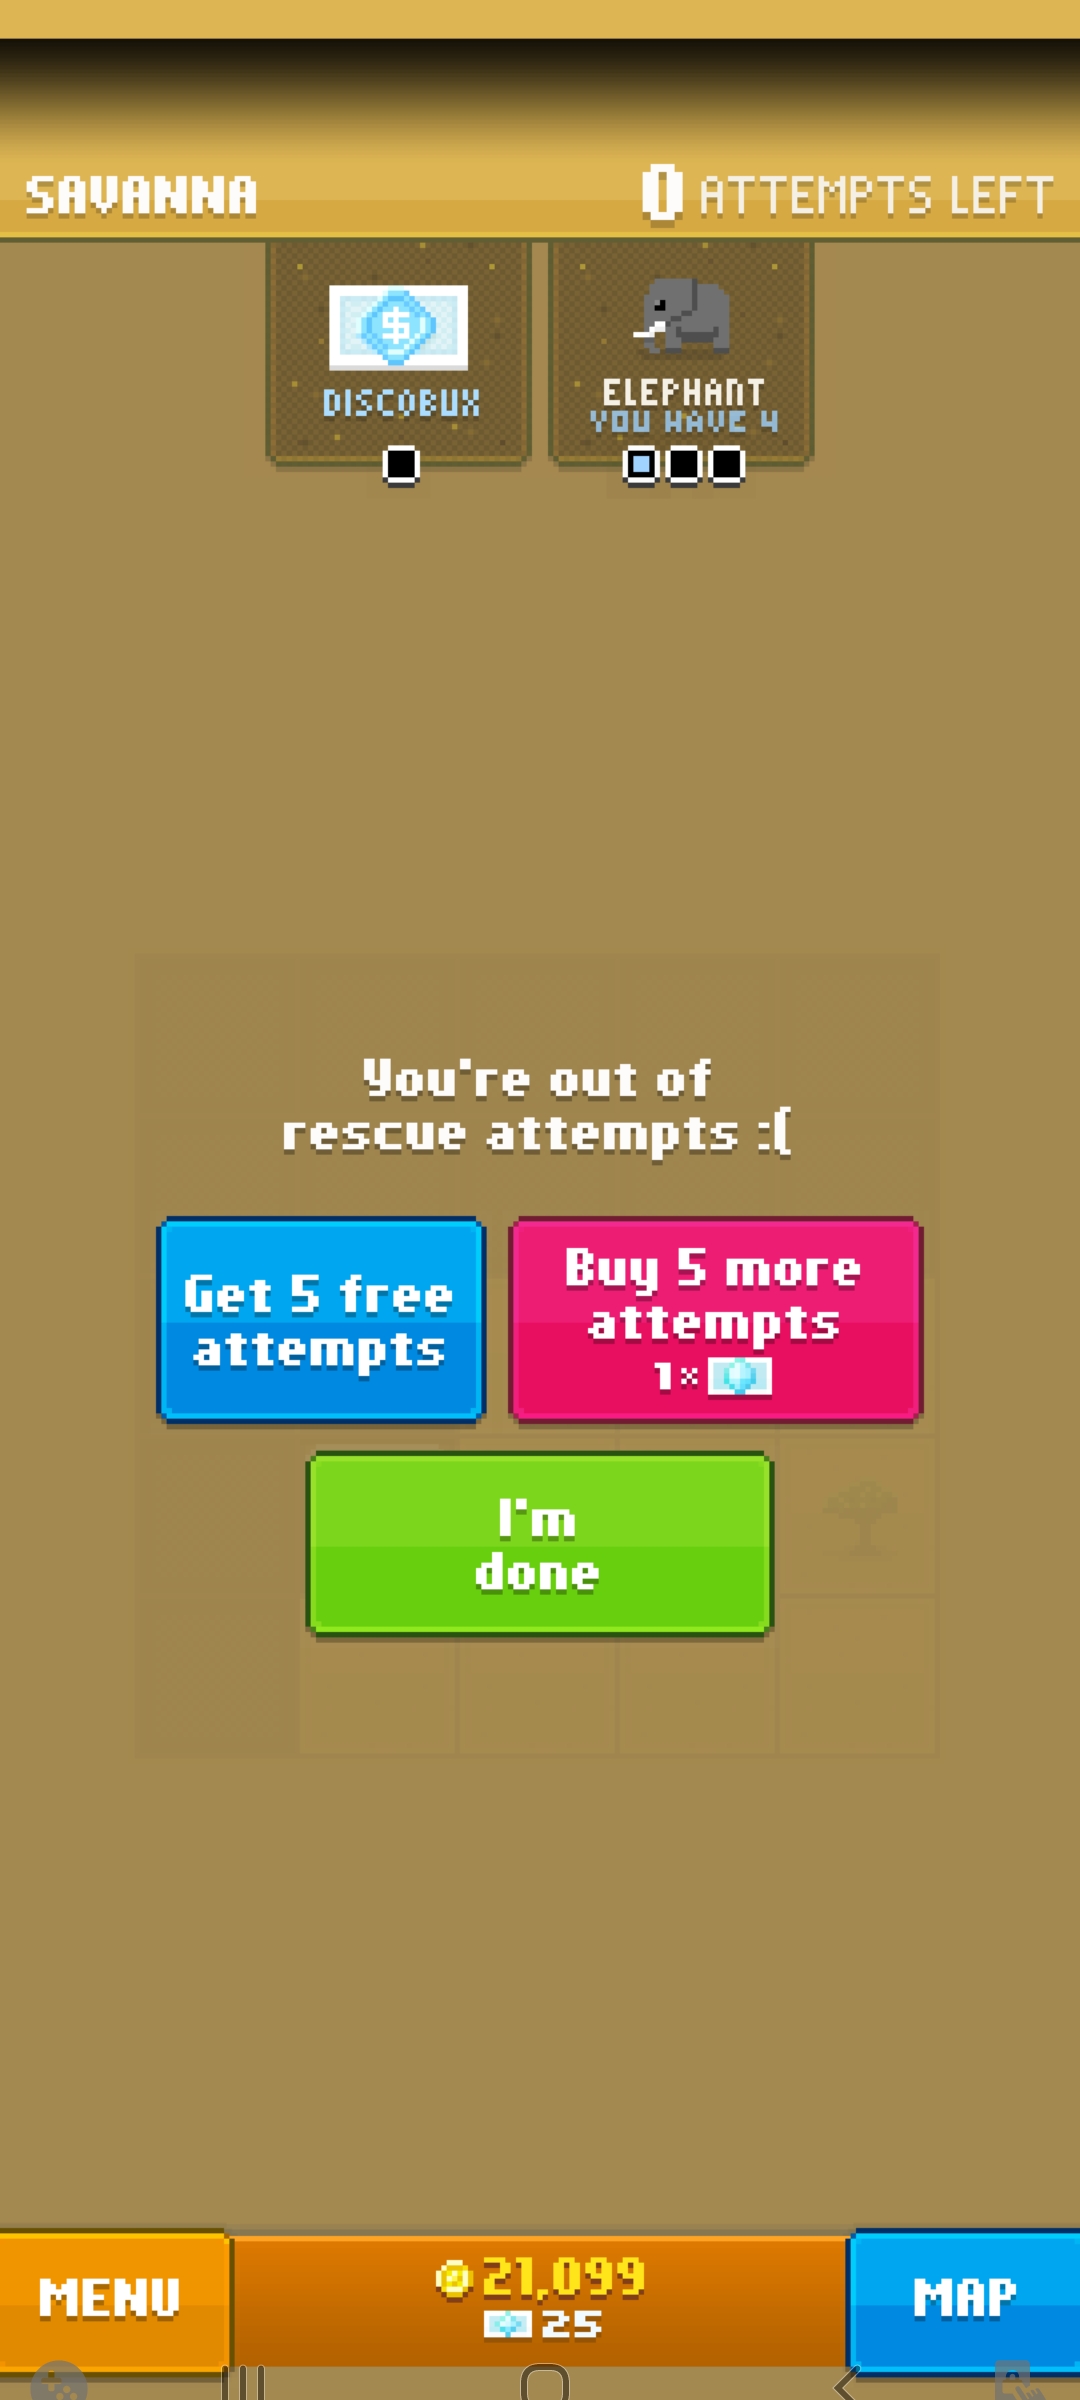 SAVANNA
0 ATTEMPTS LEFT
$
DISCOBUX
ELEPHANT
YOU HAVE 4
You're out of
rescue attempts :(
Get 5 free
attempts
Buy 5 more
attempts
1×
I'm
done
MENU
21,099
25
MAP